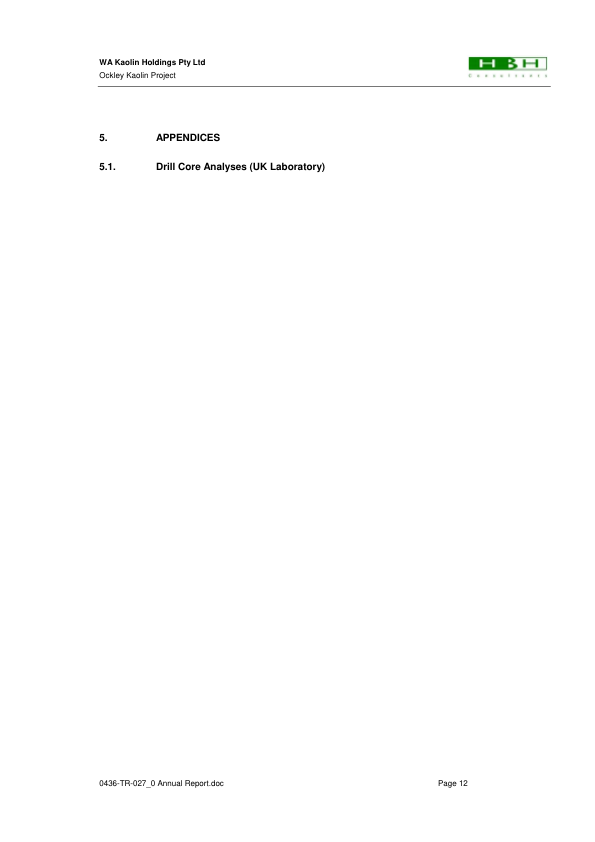 WA Kaolin Holdings Pty Ltd
Ockley Kaolin Project
HBH
Consultants
5. APPENDICES
5.1. Drill Core Analyses (UK Laboratory)
0436-TR-027_0 Annual Report.doc Page 12